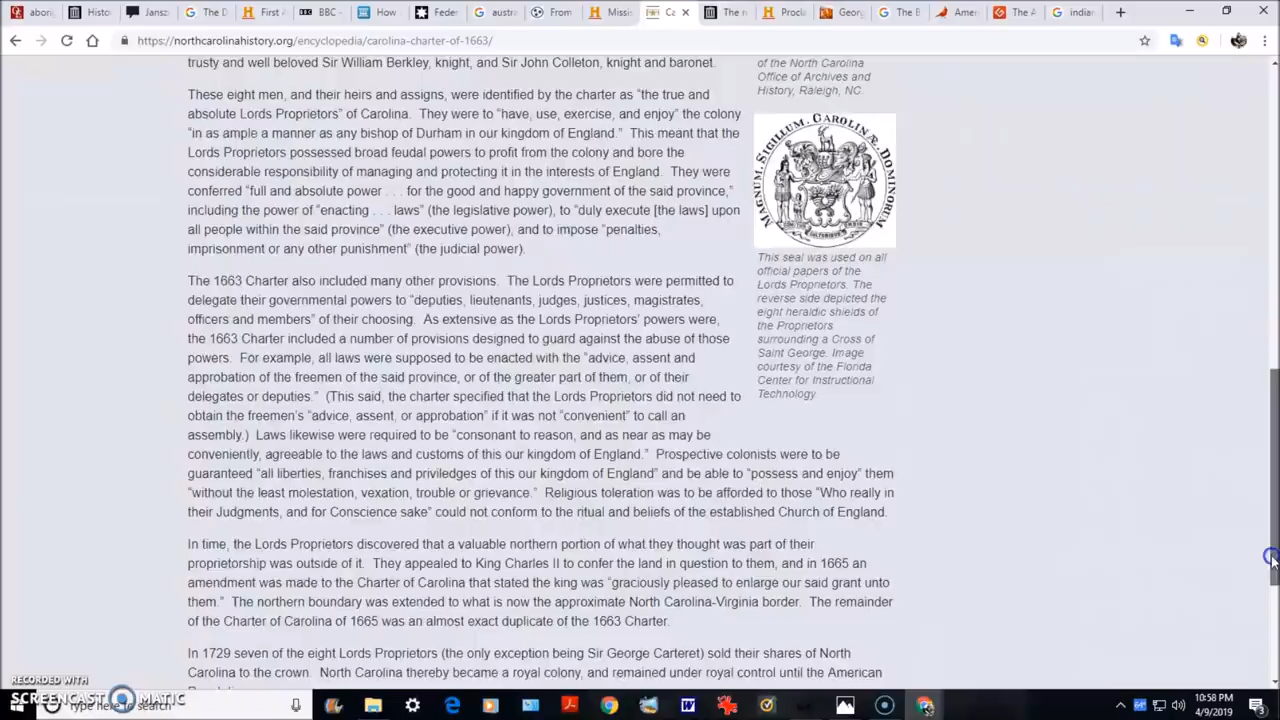 aborig
Histo
Jansz
The D
First A
BBC -
How
Feder
austra
From
Missi
Ca
The n
Procla
Georg
The B
Amer
The A
indian
https://northcarolinahistory.org/encyclopedia/carolina-charter-of-1663/
trusty and well beloved Sir William Berkley, knight, and Sir John Colleton, knight and baronet.
These eight men, and their heirs and assigns, were identified by the charter as "the true and
absolute Lords Proprietors" of Carolina. They were to "have, use, exercise, and enjoy" the colony
"in as ample a manner as any bishop of Durham in our kingdom of England." This meant that the
Lords Proprietors possessed broad feudal powers to profit from the colony and bore the
considerable responsibility of managing and protecting it in the interests of England. They were
conferred "full and absolute power . . . for the good and happy government of the said province,"
including the power of "enacting . . . laws" (the legislative power), to "duly execute [the laws] upon
all people within the said province" (the executive power), and to impose "penalties,
imprisonment or any other punishment" (the judicial power).
of the North Carolina
Office of Archives and
History, Raleigh, NC.
MAGNUM SIGILLUM CAROLINÆ DOMINORUM
This seal was used on all
official papers of the
Lords Proprietors. The
reverse side depicted the
eight heraldic shields of
the Proprietors
surrounding a Cross of
Saint George. Image
courtesy of the Florida
Center for Instructional
Technology
The 1663 Charter also included many other provisions. The Lords Proprietors were permitted to
delegate their governmental powers to "deputies, lieutenants, judges, justices, magistrates,
officers and members" of their choosing. As extensive as the Lords Proprietors' powers were,
the 1663 Charter included a number of provisions designed to guard against the abuse of those
powers. For example, all laws were supposed to be enacted with the "advice, assent and
approbation of the freemen of the said province, or of the greater part of them, or of their
delegates or deputies." (This said, the charter specified that the Lords Proprietors did not need to
obtain the freemen's "advice, assent, or approbation" if it was not "convenient" to call an
assembly.) Laws likewise were required to be "consonant to reason, and as near as may be
conveniently, agreeable to the laws and customs of this our kingdom of England." Prospective colonists were to be
guaranteed "all liberties, franchises and priviledges of this our kingdom of England" and be able to "possess and enjoy" them
"without the least molestation, vexation, trouble or grievance." Religious toleration was to be afforded to those "Who really in
their Judgments, and for Conscience sake" could not conform to the ritual and beliefs of the established Church of England.
In time, the Lords Proprietors discovered that a valuable northern portion of what they thought was part of their
proprietorship was outside of it. They appealed to King Charles II to confer the land in question to them, and in 1665 an
amendment was made to the Charter of Carolina that stated the king was "graciously pleased to enlarge our said grant unto
them." The northern boundary was extended to what is now the approximate North Carolina-Virginia border. The remainder
of the Charter of Carolina of 1665 was an almost exact duplicate of the 1663 Charter.
In 1729 seven of the eight Lords Proprietors (the only exception being Sir George Carteret) sold their shares of North
Carolina to the crown. North Carolina thereby became a royal colony, and remained under royal control until the American
RECORDED WITH
SCREENCAST MATIC
Type here to search
10:58 PM
4/9/2019